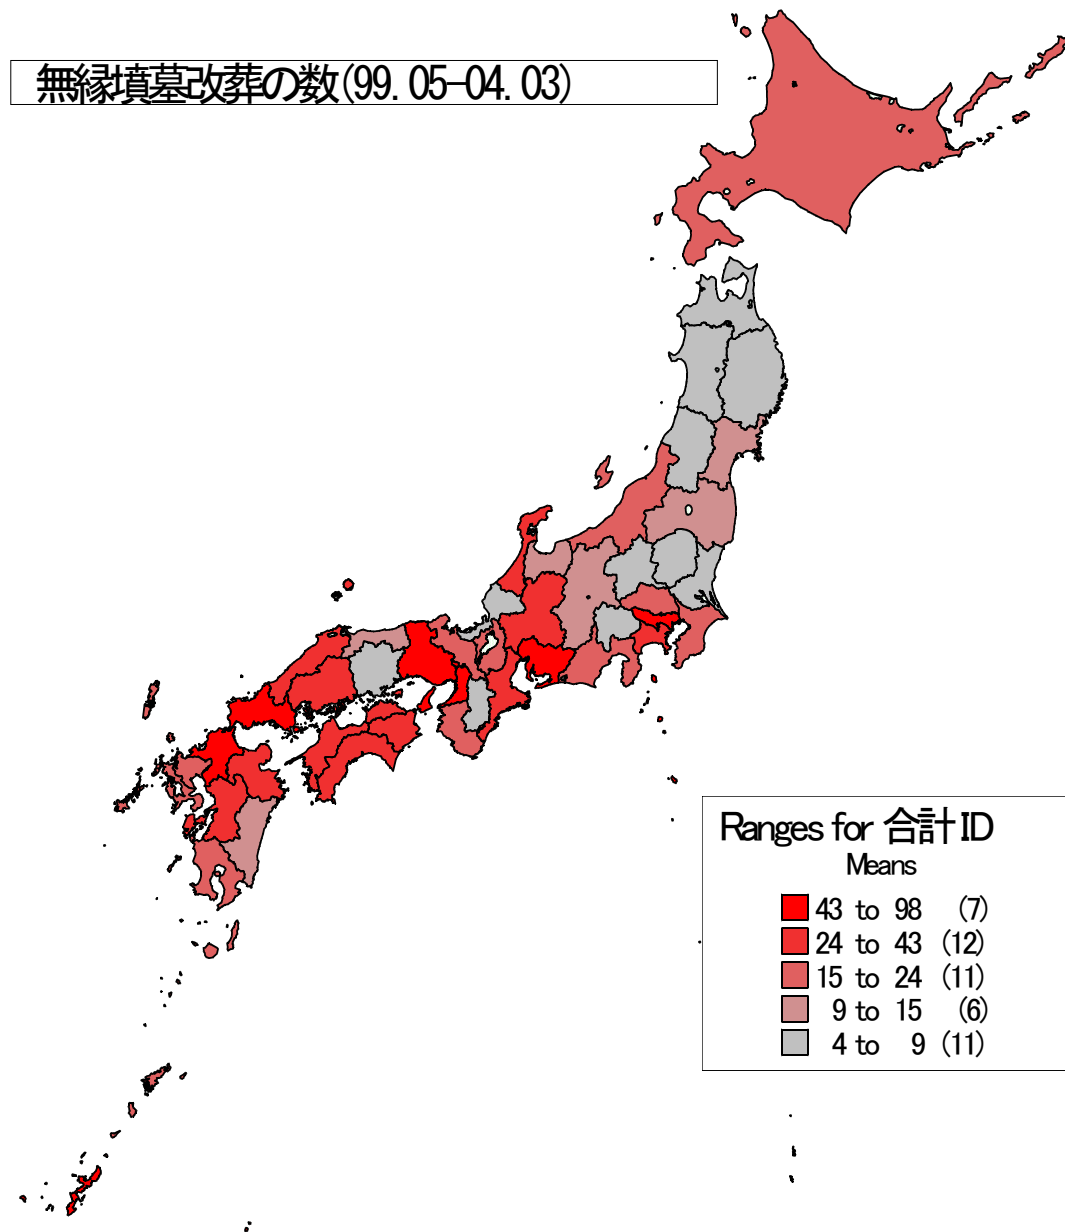 無縁墳墓改葬の数(99.05-04.03)
Ranges for 合計ID
Means
43 to 98 (7)
24 to 43 (12)
15 to 24 (11)
9 to 15 (6)
4 to 9 (11)